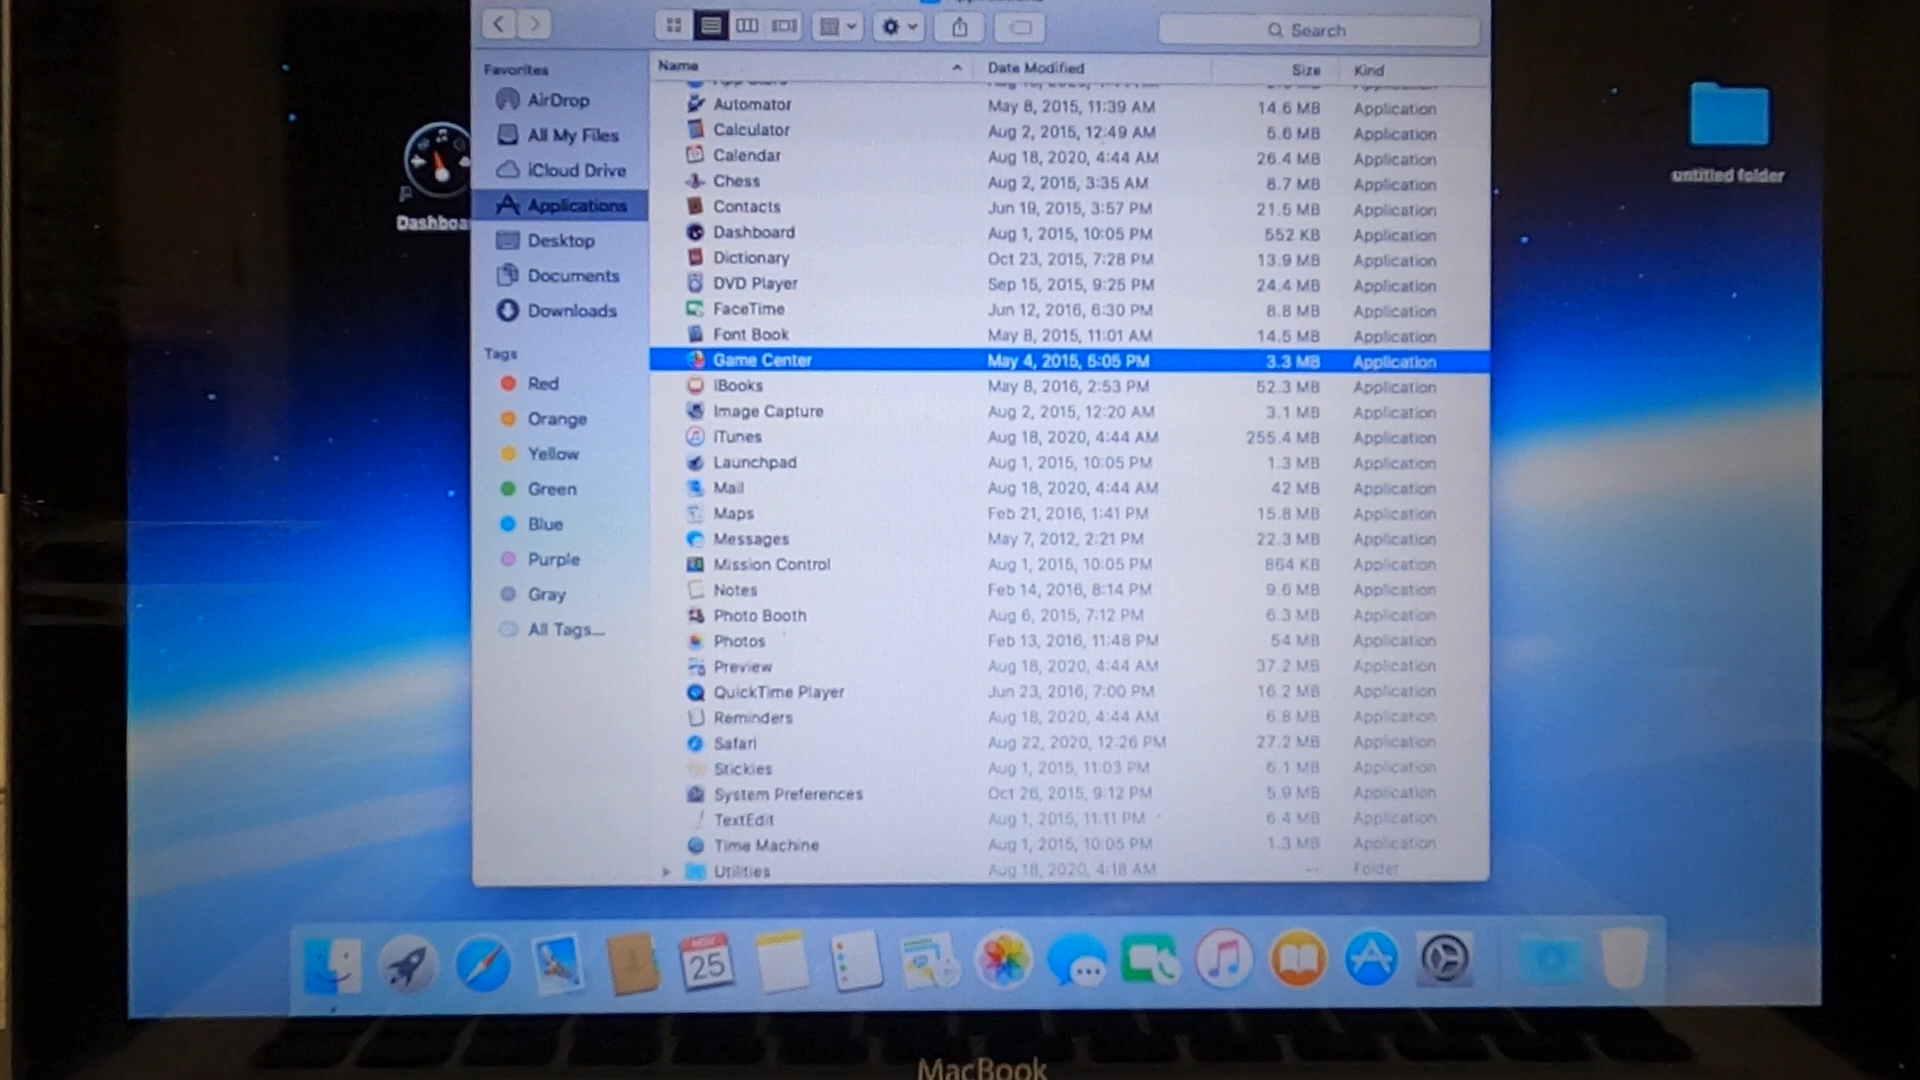 Search
Favorites
AirDrop
All My Files
iCloud Drive
Applications
Desktop
Documents
Downloads
Tags
Red
Orange
Yellow
Green
Blue
Purple
Gray
All Tags...
Name Date Modified Size Kind
Automator May 8, 2015, 11:39 AM 14.6 MB Application
Calculator Aug 2, 2015, 12:49 AM 5.6 MB Application
Calendar Aug 18, 2020, 4:44 AM 26.4 MB Application
Chess Aug 2, 2015, 3:35 AM 8.7 MB Application
Contacts Jun 19, 2015, 3:57 PM 21.5 MB Application
Dashboard Aug 1, 2015, 10:05 PM 552 KB Application
Dictionary Oct 23, 2015, 7:28 PM 13.9 MB Application
DVD Player Sep 15, 2015, 9:25 PM 24.4 MB Application
FaceTime Jun 12, 2016, 6:30 PM 8.8 MB Application
Font Book May 8, 2015, 11:01 AM 14.5 MB Application
Game Center May 4, 2015, 5:05 PM 3.3 MB Application
iBooks May 8, 2016, 2:53 PM 52.3 MB Application
Image Capture Aug 2, 2015, 12:20 AM 3.1 MB Application
iTunes Aug 18, 2020, 4:44 AM 255.4 MB Application
Launchpad Aug 1, 2015, 10:05 PM 1.3 MB Application
Mail Aug 18, 2020, 4:44 AM 42 MB Application
Maps Feb 21, 2016, 1:41 PM 15.8 MB Application
Messages May 7, 2012, 2:21 PM 22.3 MB Application
Mission Control Aug 1, 2015, 10:05 PM 864 KB Application
Notes Feb 14, 2016, 8:14 PM 9.6 MB Application
Photo Booth Aug 6, 2015, 7:12 PM 6.3 MB Application
Photos Feb 13, 2016, 11:48 PM 54 MB Application
Preview Aug 18, 2020, 4:44 AM 37.2 MB Application
QuickTime Player Jun 23, 2016, 7:00 PM 16.2 MB Application
Reminders Aug 18, 2020, 4:44 AM 6.8 MB Application
Safari Aug 22, 2020, 12:26 PM 27.2 MB Application
Stickies Aug 1, 2015, 11:03 PM 6.1 MB Application
System Preferences Oct 26, 2015, 9:12 PM 5.9 MB Application
TextEdit Aug 1, 2015, 11:11 PM 6.4 MB Application
Time Machine Aug 1, 2015, 10:05 PM 1.3 MB Application
Utilities Aug 18, 2020, 4:18 AM -- Folder
Dashboa
untitled folder
25
MacBook